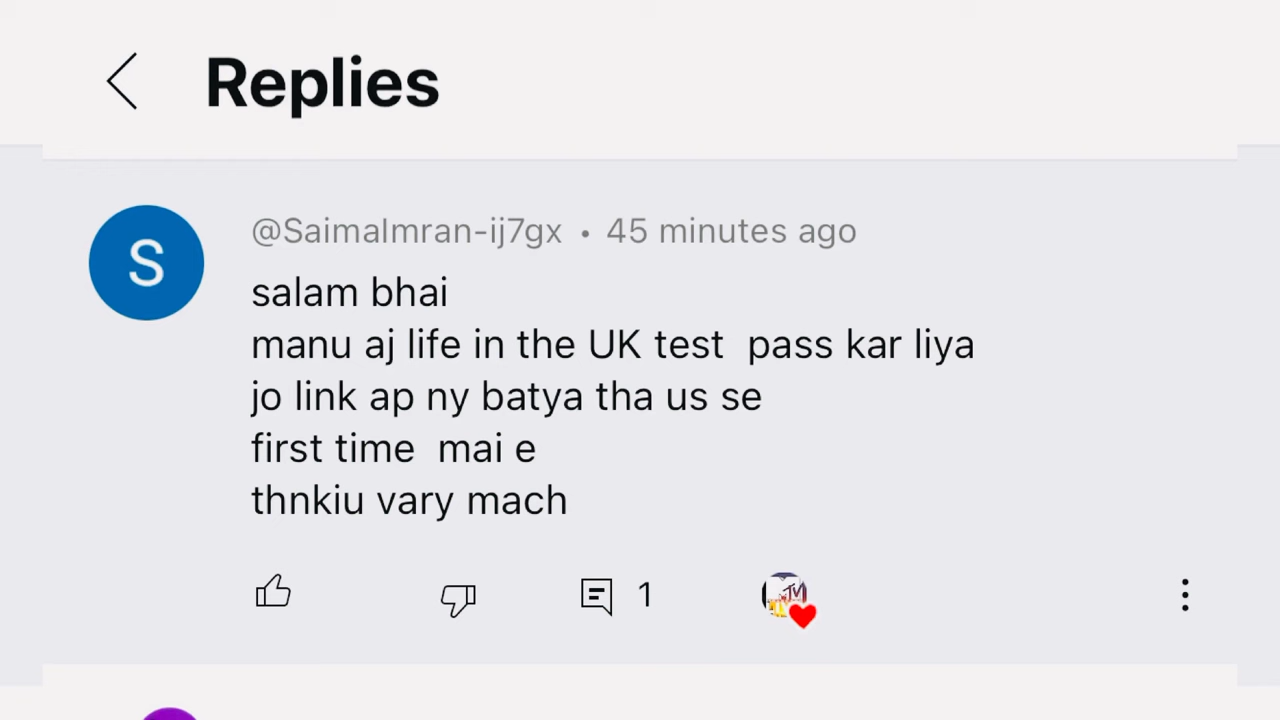 Replies
S
@SaimaImran-ij7gx • 45 minutes ago
salam bhai
manu aj life in the UK test  pass kar liya
jo link ap ny batya tha us se
first time  mai e
thnkiu vary mach
1